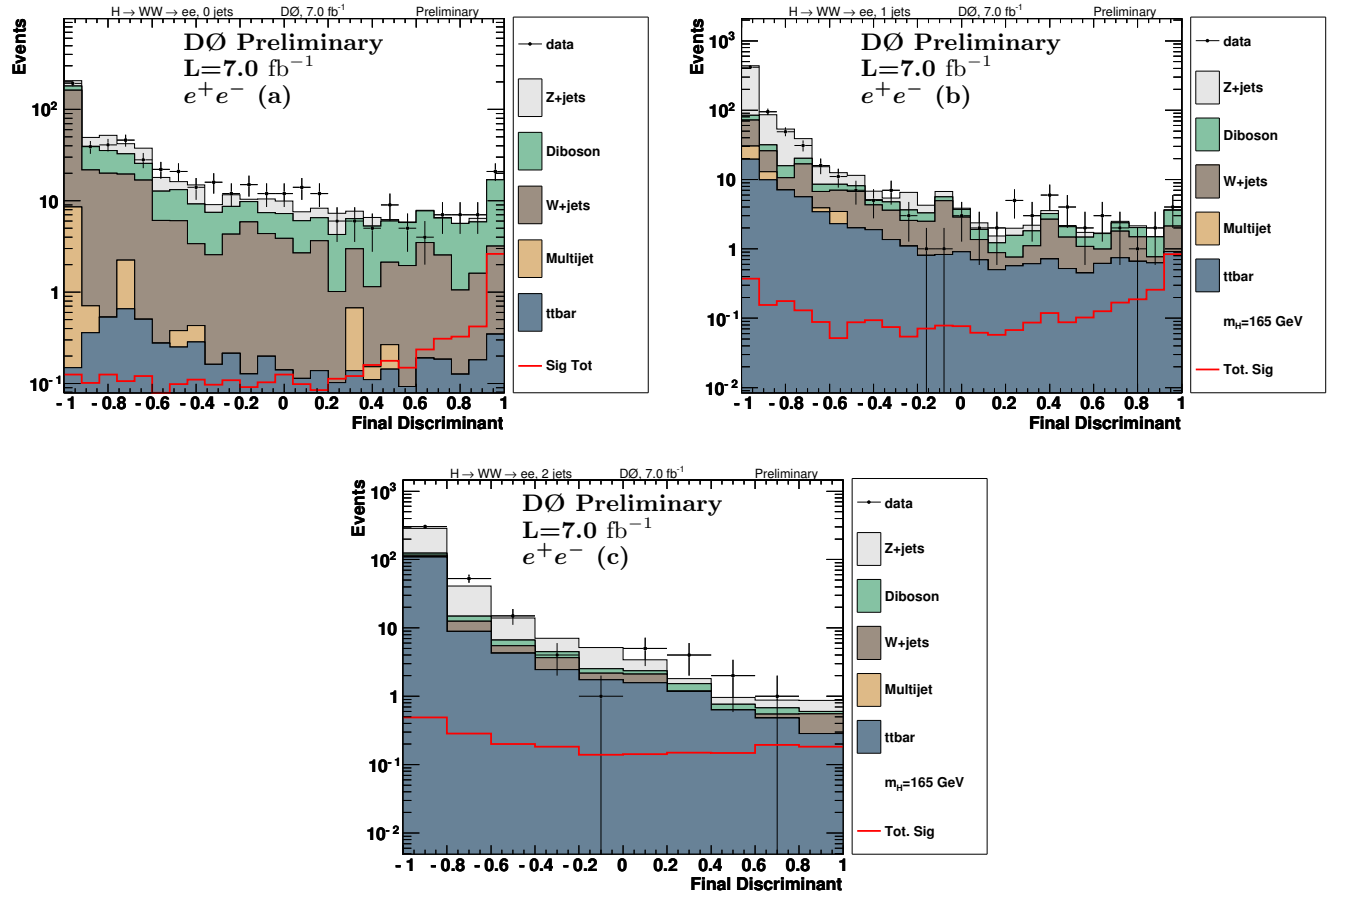 H → WW → ee, 0 jets DØ, 7.0 fb⁻¹ Preliminary
DØ Preliminary
L=7.0 fb⁻¹
e⁺e⁻ (a)
Events
10²
10
1
10⁻¹
-1 -0.8 -0.6 -0.4 -0.2 0 0.2 0.4 0.6 0.8 1
Final Discriminant
data
Z+jets
Diboson
W+jets
Multijet
ttbar
Sig Tot
H → WW → ee, 1 jets DØ, 7.0 fb⁻¹ Preliminary
DØ Preliminary
L=7.0 fb⁻¹
e⁺e⁻ (b)
Events
10³
10²
10
1
10⁻¹
10⁻²
-1 -0.8 -0.6 -0.4 -0.2 0 0.2 0.4 0.6 0.8 1
Final Discriminant
data
Z+jets
Diboson
W+jets
Multijet
ttbar
m_H=165 GeV
Tot. Sig
H → WW → ee, 2 jets DØ, 7.0 fb⁻¹ Preliminary
DØ Preliminary
L=7.0 fb⁻¹
e⁺e⁻ (c)
Events
10³
10²
10
1
10⁻¹
10⁻²
-1 -0.8 -0.6 -0.4 -0.2 0 0.2 0.4 0.6 0.8 1
Final Discriminant
data
Z+jets
Diboson
W+jets
Multijet
ttbar
m_H=165 GeV
Tot. Sig